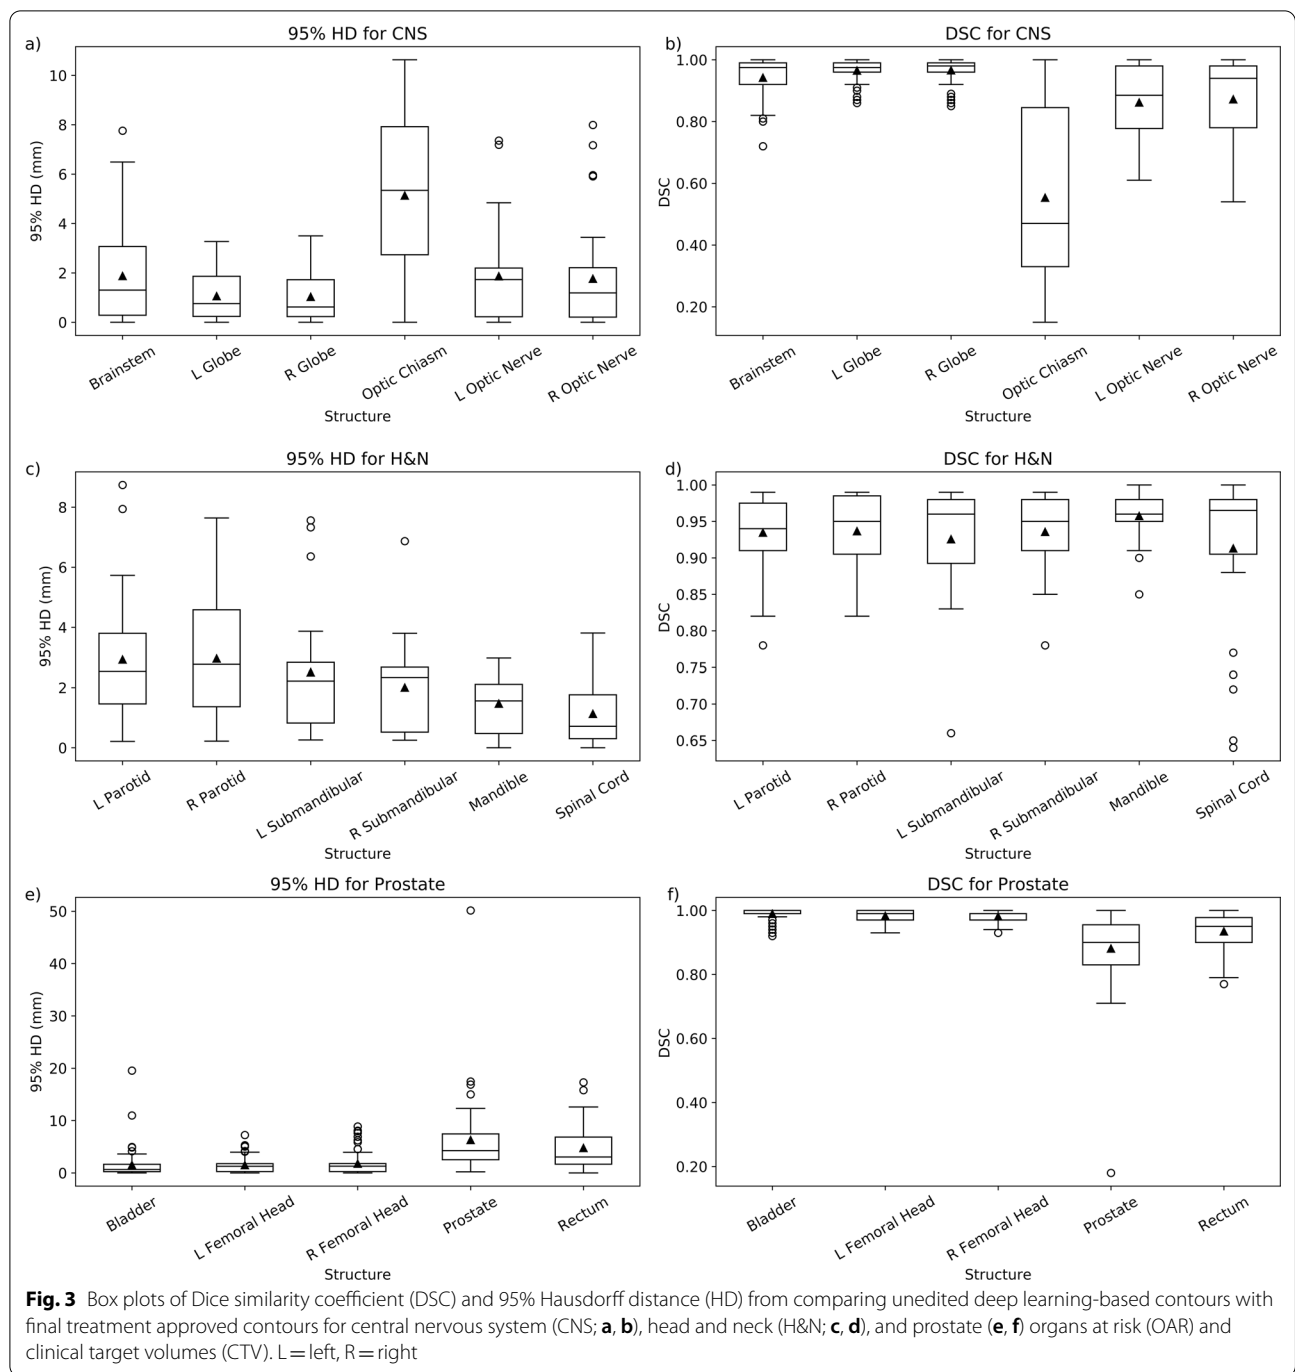 a)
95% HD for CNS
95% HD (mm)
10
8
6
4
2
0
Brainstem
L Globe
R Globe
Optic Chiasm
L Optic Nerve
R Optic Nerve
Structure
b)
DSC for CNS
DSC
1.00
0.80
0.60
0.40
0.20
Brainstem
L Globe
R Globe
Optic Chiasm
L Optic Nerve
R Optic Nerve
Structure
c)
95% HD for H&N
95% HD (mm)
8
6
4
2
0
L Parotid
R Parotid
L Submandibular
R Submandibular
Mandible
Spinal Cord
Structure
d)
DSC for H&N
DSC
1.00
0.95
0.90
0.85
0.80
0.75
0.70
0.65
L Parotid
R Parotid
L Submandibular
R Submandibular
Mandible
Spinal Cord
Structure
e)
95% HD for Prostate
95% HD (mm)
50
40
30
20
10
0
Bladder
L Femoral Head
R Femoral Head
Prostate
Rectum
Structure
f)
DSC for Prostate
DSC
1.00
0.80
0.60
0.40
0.20
Bladder
L Femoral Head
R Femoral Head
Prostate
Rectum
Structure
Fig. 3 Box plots of Dice similarity coefficient (DSC) and 95% Hausdorff distance (HD) from comparing unedited deep learning-based contours with
final treatment approved contours for central nervous system (CNS; a, b), head and neck (H&N; c, d), and prostate (e, f) organs at risk (OAR) and
clinical target volumes (CTV). L = left, R = right